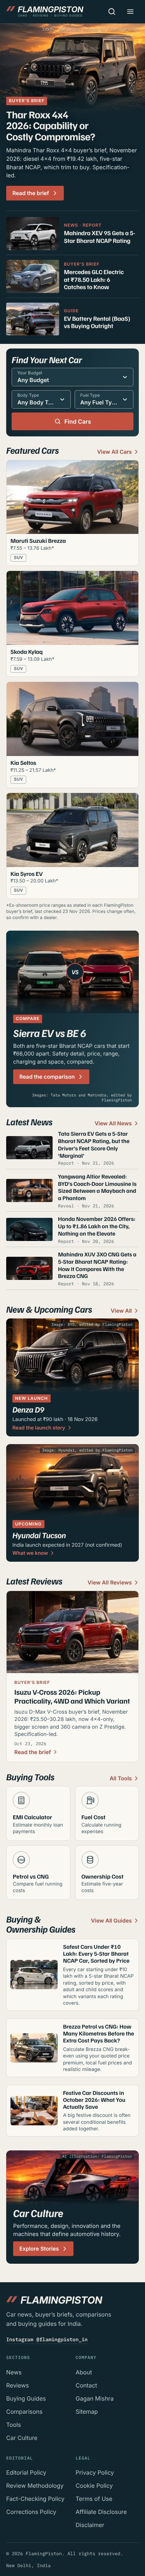 FLAMINGPISTON
CARS · REVIEWS · BUYING GUIDES
BUYER'S BRIEF
Thar Roxx 4x4
2026: Capability or
Costly Compromise?
Mahindra Thar Roxx 4x4 buyer's brief, November
2026: diesel 4x4 from ₹19.42 lakh, five-star
Bharat NCAP, which trim to buy. Specification-
led.
Read the brief
NEWS · REPORT
Mahindra XEV 9S Gets a 5-
Star Bharat NCAP Rating
BUYER'S BRIEF
Mercedes GLC Electric
at ₹78.50 Lakh: 6
Catches to Know
GUIDE
EV Battery Rental (BaaS)
vs Buying Outright
Find Your Next Car
Your Budget
Any Budget
Body Type
Any Body T...
Fuel Type
Any Fuel Ty...
Find Cars
Featured Cars
View All Cars
Maruti Suzuki Brezza
₹7.55 – 13.76 Lakh*
SUV
Skoda Kylaq
₹7.59 – 13.09 Lakh*
SUV
Kia Seltos
₹11.25 – 21.57 Lakh*
SUV
Kia Syros EV
₹13.50 – 20.00 Lakh*
SUV
*Ex-showroom price ranges as stated in each FlamingPiston
buyer's brief, last checked 23 Nov 2026. Prices change often,
so confirm with a dealer.
VS
COMPARE
Sierra EV vs BE 6
Both are five-star Bharat NCAP cars that start
₹66,000 apart. Safety detail, price, range,
charging and space, compared.
Read the comparison
Images: Tata Motors and Mahindra, edited by
FlamingPiston
Latest News
View All News
Tata Sierra EV Gets a 5-Star
Bharat NCAP Rating, but the
Driver's Feet Score Only
'Marginal'
Report · Nov 21, 2026
Yangwang Altior Revealed:
BYD's Coach-Door Limousine Is
Sized Between a Maybach and
a Phantom
Reveal · Nov 21, 2026
Honda November 2026 Offers:
Up to ₹1.86 Lakh on the City,
Nothing on the Elevate
Report · Nov 20, 2026
Mahindra XUV 3XO CNG Gets a
5-Star Bharat NCAP Rating:
How It Compares With the
Brezza CNG
Report · Nov 18, 2026
New & Upcoming Cars
View All
Image: BYD, edited by FlamingPiston
NEW LAUNCH
Denza D9
Launched at ₹90 lakh · 18 Nov 2026
Read the launch story
Image: Hyundai, edited by FlamingPiston
UPCOMING
Hyundai Tucson
India launch expected in 2027 (not confirmed)
What we know
Latest Reviews
View All Reviews
BUYER'S BRIEF
Isuzu V-Cross 2026: Pickup
Practicality, 4WD and Which Variant
Isuzu D-Max V-Cross buyer's brief, November
2026: ₹25.50–30.28 lakh, now 4x4-only,
bigger screen and 360 camera on Z Prestige.
Specification-led.
Oct 23, 2026
Read the brief
Buying Tools
All Tools
EMI Calculator
Estimate monthly loan
payments
Fuel Cost
Calculate running
expenses
Petrol vs CNG
Compare fuel running
costs
Ownership Cost
Estimate five-year
costs
Buying &
Ownership Guides
View All Guides
Safest Cars Under ₹10
Lakh: Every 5-Star Bharat
NCAP Car, Sorted by Price
Every car starting under ₹10
lakh with a 5-star Bharat NCAP
rating, sorted by price, with
adult and child scores and
which variants each rating
covers.
Brezza Petrol vs CNG: How
Many Kilometres Before the
Extra Cost Pays Back?
Calculate Brezza CNG break-
even using your quoted price
premium, local fuel prices and
realistic mileage.
Festive Car Discounts in
October 2026: What You
Actually Save
A big festive discount is often
several conditional benefits
added together.
AI illustration: FlamingPiston
Car Culture
Performance, design, innovation and the
machines that define automotive history.
Explore Stories
FLAMINGPISTON
Car news, buyer's briefs, comparisons
and buying guides for India.
Instagram @flamingpiston_in
SECTIONS
News
Reviews
Buying Guides
Comparisons
Tools
Car Culture
COMPANY
About
Contact
Gagan Mishra
Sitemap
EDITORIAL
Editorial Policy
Review Methodology
Fact-Checking Policy
Corrections Policy
LEGAL
Privacy Policy
Cookie Policy
Terms of Use
Affiliate Disclosure
Disclaimer
© 2026 FlamingPiston. All rights reserved.
New Delhi, India